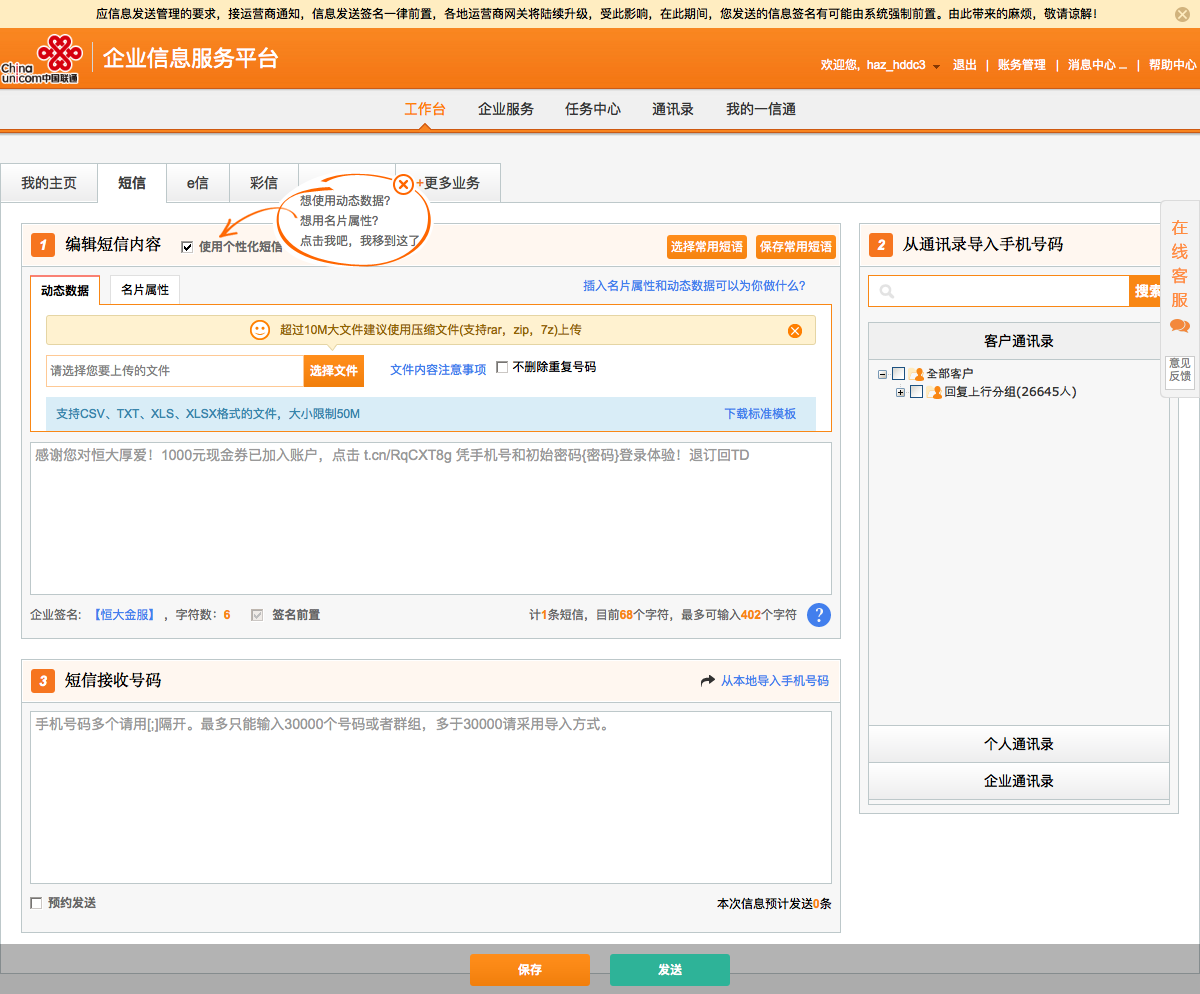 应信息发送管理的要求，接运营商通知，信息发送签名一律前置，各地运营商网关将陆续升级，受此影响，在此期间，您发送的信息签名有可能由系统强制前置。由此带来的麻烦，敬请谅解！
China
unicom中国联通
企业信息服务平台
欢迎您, haz_hddc3 退出 | 账务管理 | 消息中心 ... | 帮助中心
工作台 企业服务 任务中心 通讯录 我的一信通
我的主页 短信 e信 彩信 +更多业务
想使用动态数据?
想用名片属性?
点击我吧，我移到这了
1 编辑短信内容 使用个性化短信 选择常用短语 保存常用短语
动态数据 名片属性 插入名片属性和动态数据可以为你做什么?
超过10M大文件建议使用压缩文件(支持rar，zip，7z)上传
请选择您要上传的文件 选择文件 文件内容注意事项 不删除重复号码
支持CSV、TXT、XLS、XLSX格式的文件，大小限制50M 下载标准模板
感谢您对恒大厚爱！1000元现金券已加入账户，点击 t.cn/RqCXT8g 凭手机号和初始密码{密码}登录体验！退订回TD
企业签名: 【恒大金服】 ，字符数: 6 签名前置 计1条短信，目前68个字符，最多可输入402个字符 ?
3 短信接收号码 从本地导入手机号码
手机号码多个请用[;]隔开。最多只能输入30000个号码或者群组，多于30000请采用导入方式。
预约发送 本次信息预计发送0条
2 从通讯录导入手机号码
搜索
客户通讯录
全部客户
回复上行分组(26645人)
个人通讯录
企业通讯录
在
线
客
服
意见
反馈
保存 发送